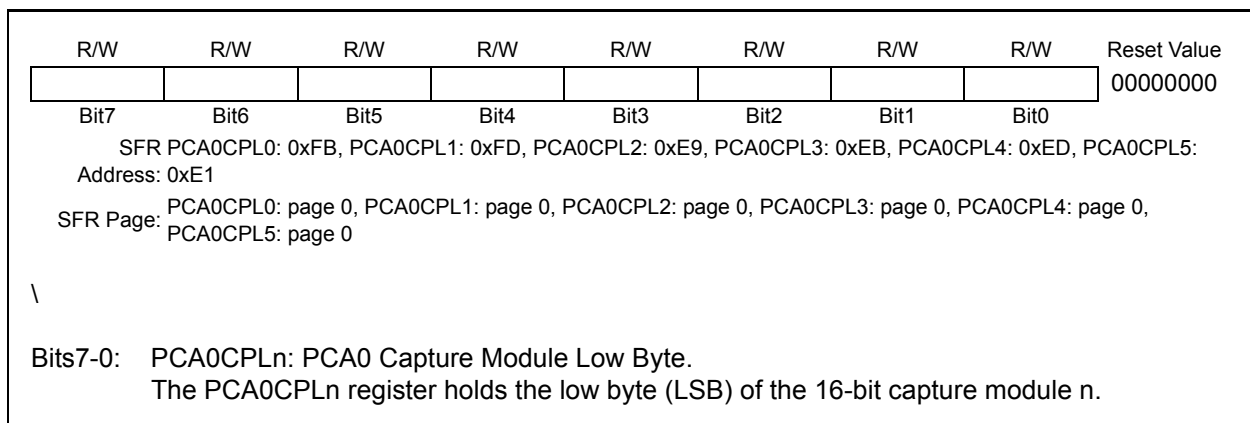 R/W R/W R/W R/W R/W R/W R/W R/W Reset Value
00000000
Bit7 Bit6 Bit5 Bit4 Bit3 Bit2 Bit1 Bit0
SFR PCA0CPL0: 0xFB, PCA0CPL1: 0xFD, PCA0CPL2: 0xE9, PCA0CPL3: 0xEB, PCA0CPL4: 0xED, PCA0CPL5:
Address: 0xE1
SFR Page: PCA0CPL0: page 0, PCA0CPL1: page 0, PCA0CPL2: page 0, PCA0CPL3: page 0, PCA0CPL4: page 0,
PCA0CPL5: page 0
\
Bits7-0: PCA0CPLn: PCA0 Capture Module Low Byte.
The PCA0CPLn register holds the low byte (LSB) of the 16-bit capture module n.